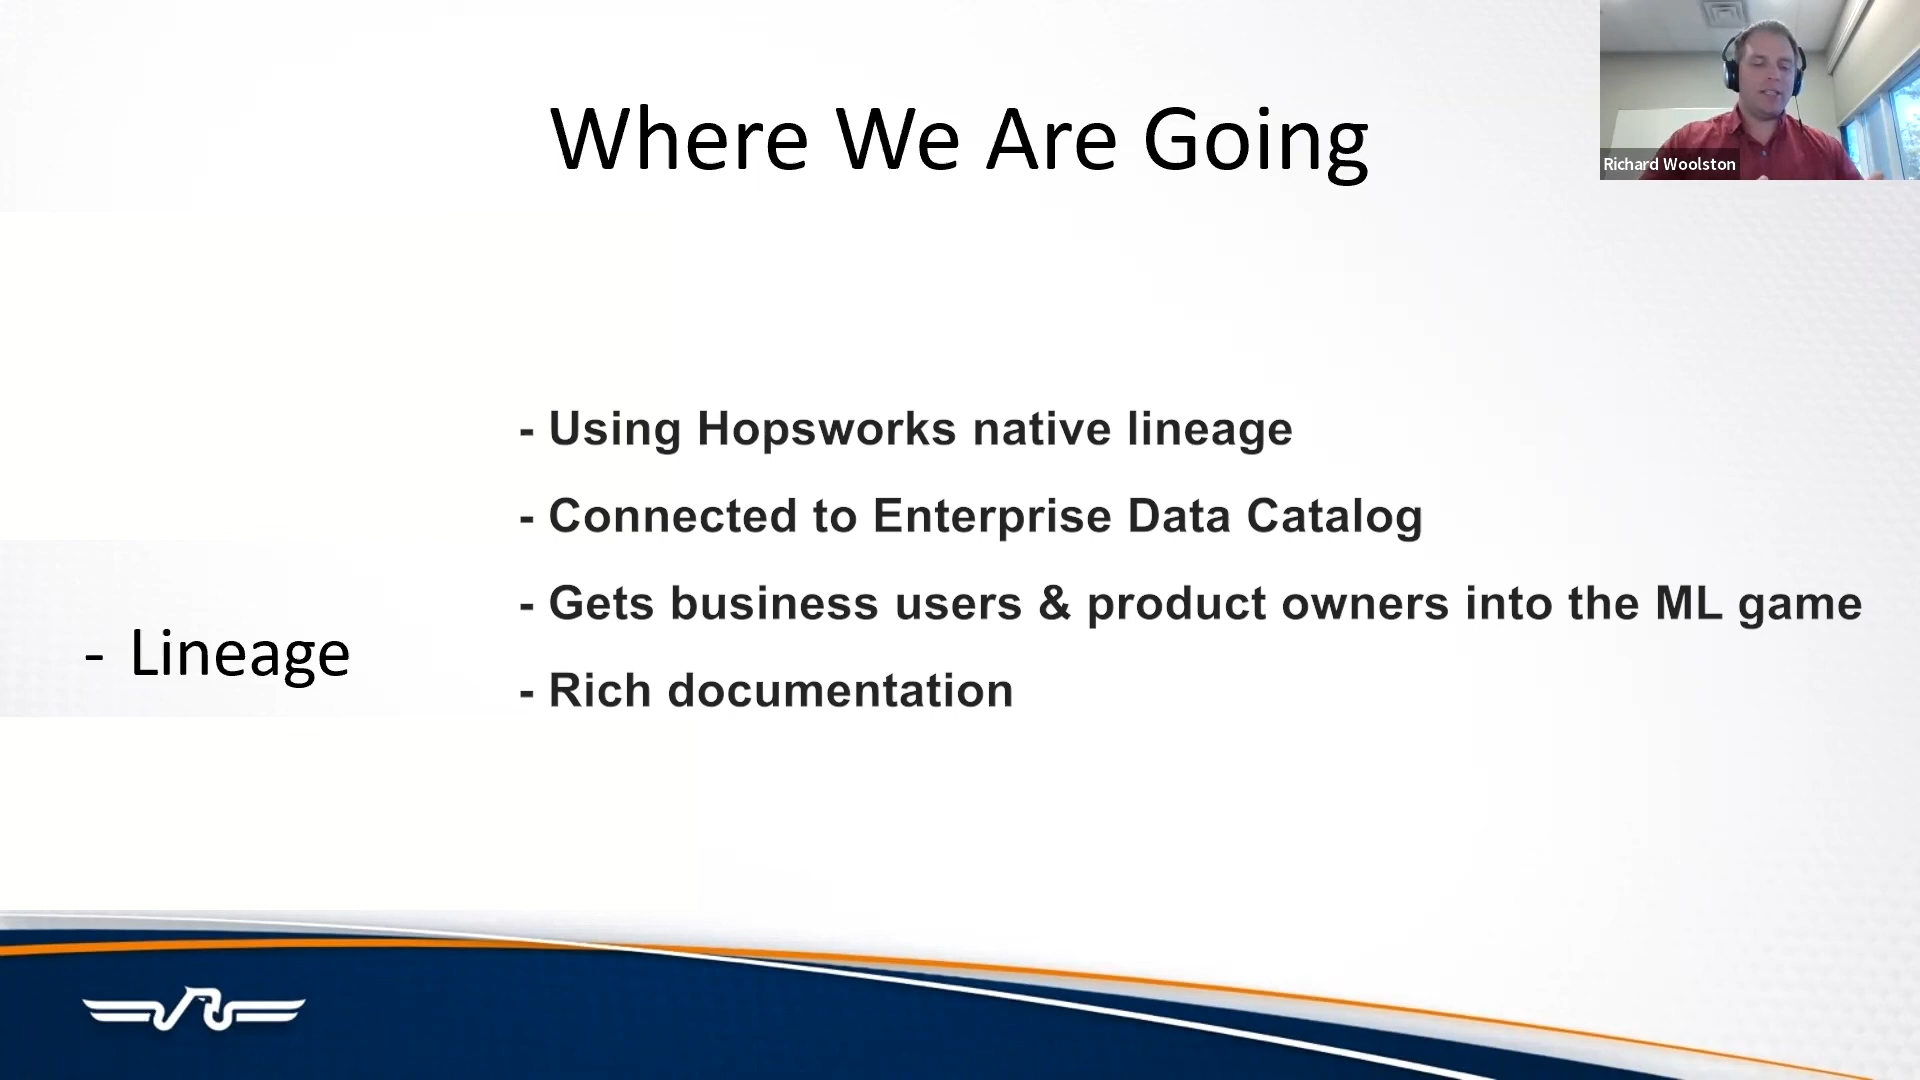 Where We Are Going
Richard Woolston
- Using Hopsworks native lineage
- Connected to Enterprise Data Catalog
- Gets business users & product owners into the ML game
- Lineage
- Rich documentation